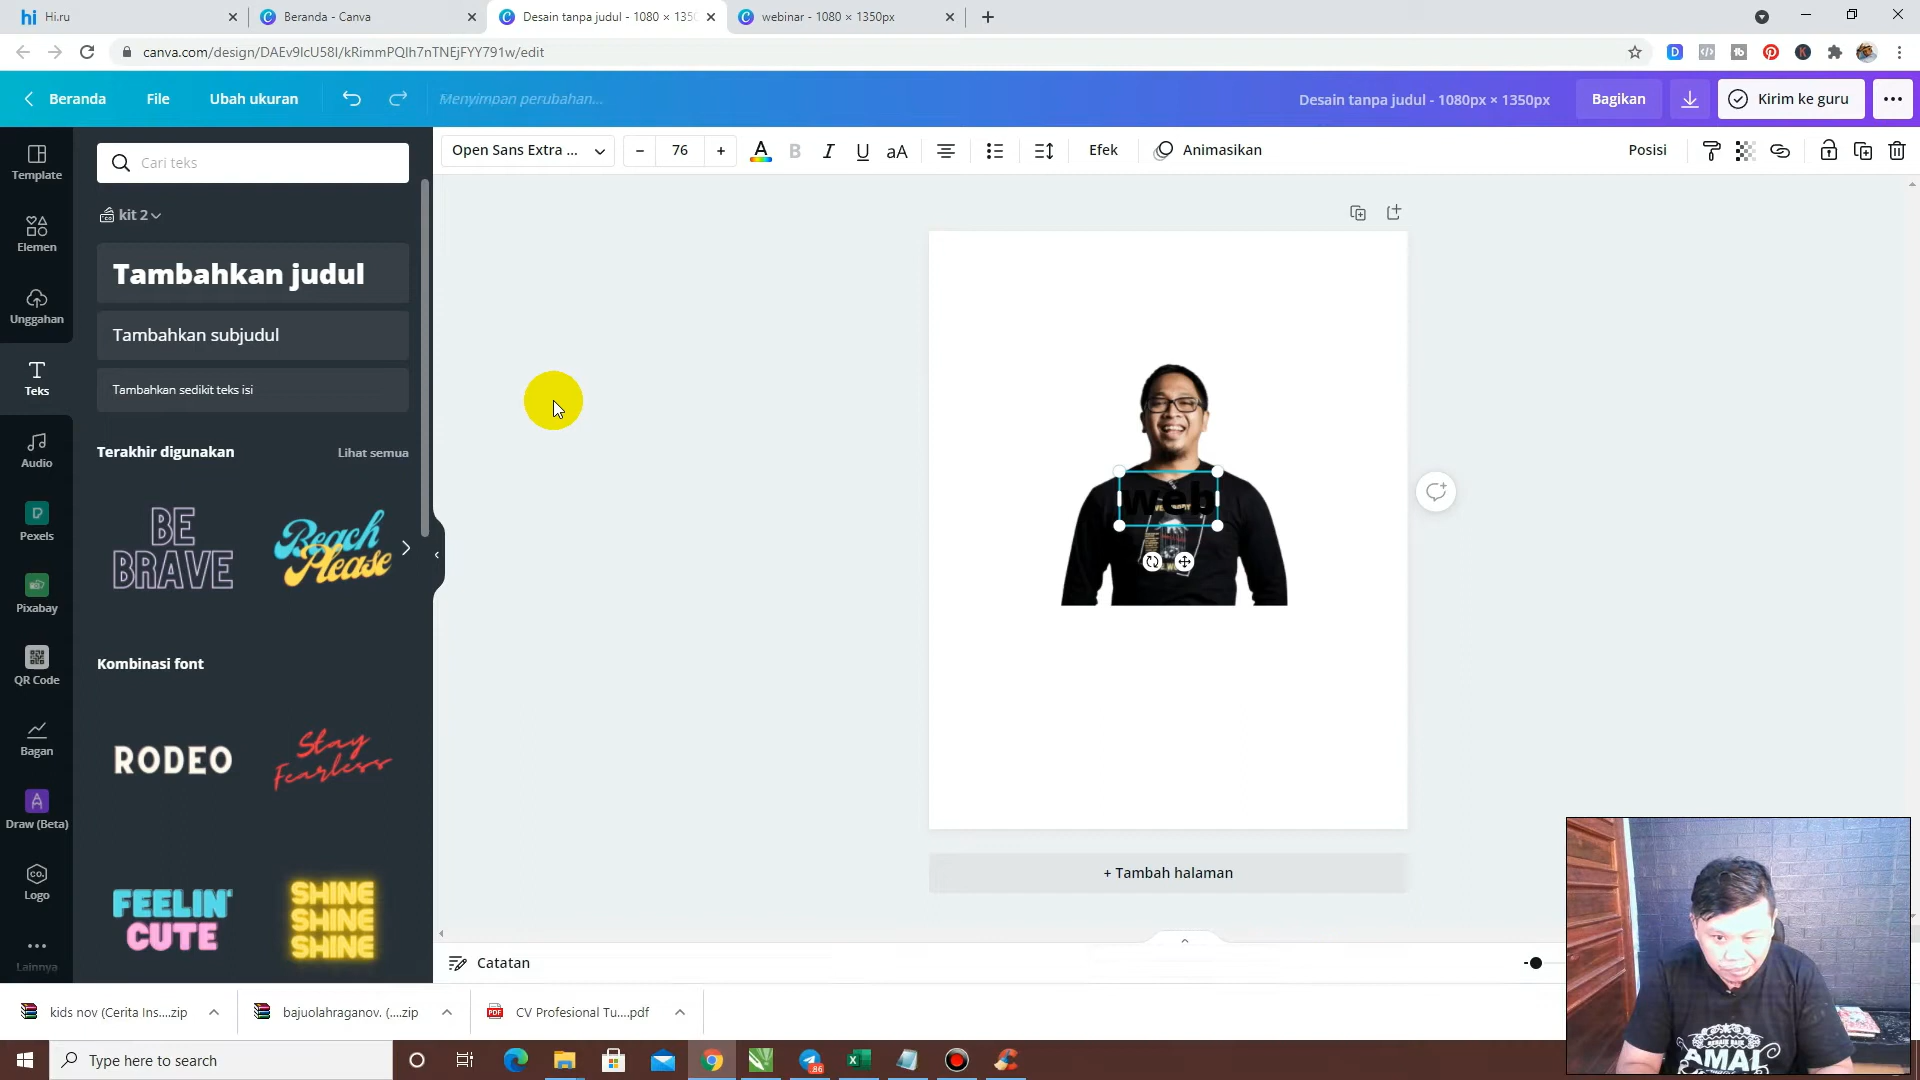 Hi.ru
Beranda - Canva
Desain tanpa judul - 1080 × 135
webinar - 1080 × 1350px
canva.com/design/DAEv9IcU58I/kRimmPQIh7nTNEjFYY791w/edit
Beranda
File
Ubah ukuran
Menyimpan perubahan...
Desain tanpa judul - 1080px × 1350px
Bagikan
Kirim ke guru
Template
Elemen
Unggahan
Teks
Audio
Pexels
Pixabay
QR Code
Bagan
Draw (Beta)
CO.
Logo
Lainnya
Cari teks
kit 2
Tambahkan judul
Tambahkan subjudul
Tambahkan sedikit teks isi
Terakhir digunakan
Lihat semua
BE
BRAVE
Beach
Please
Kombinasi font
RODEO
Stay
Fearless
FEELIN'
CUTE
SHINE
SHINE
SHINE
Open Sans Extra ...
76
Efek
Animasikan
Posisi
web
+ Tambah halaman
Catatan
kids nov (Cerita Ins....zip
bajuolahraganov. (....zip
CV Profesional Tu....pdf
Type here to search
86
AMAL